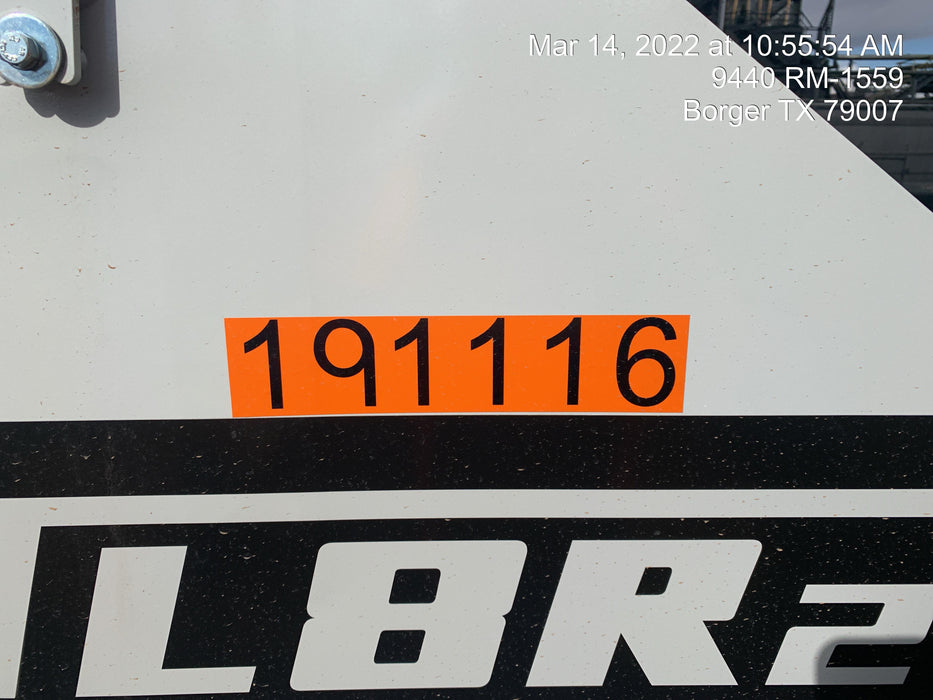 Mar 14, 2022 at 10:55:54 AM
9440 RM-1559
Borger TX 79007
191116
L8R2